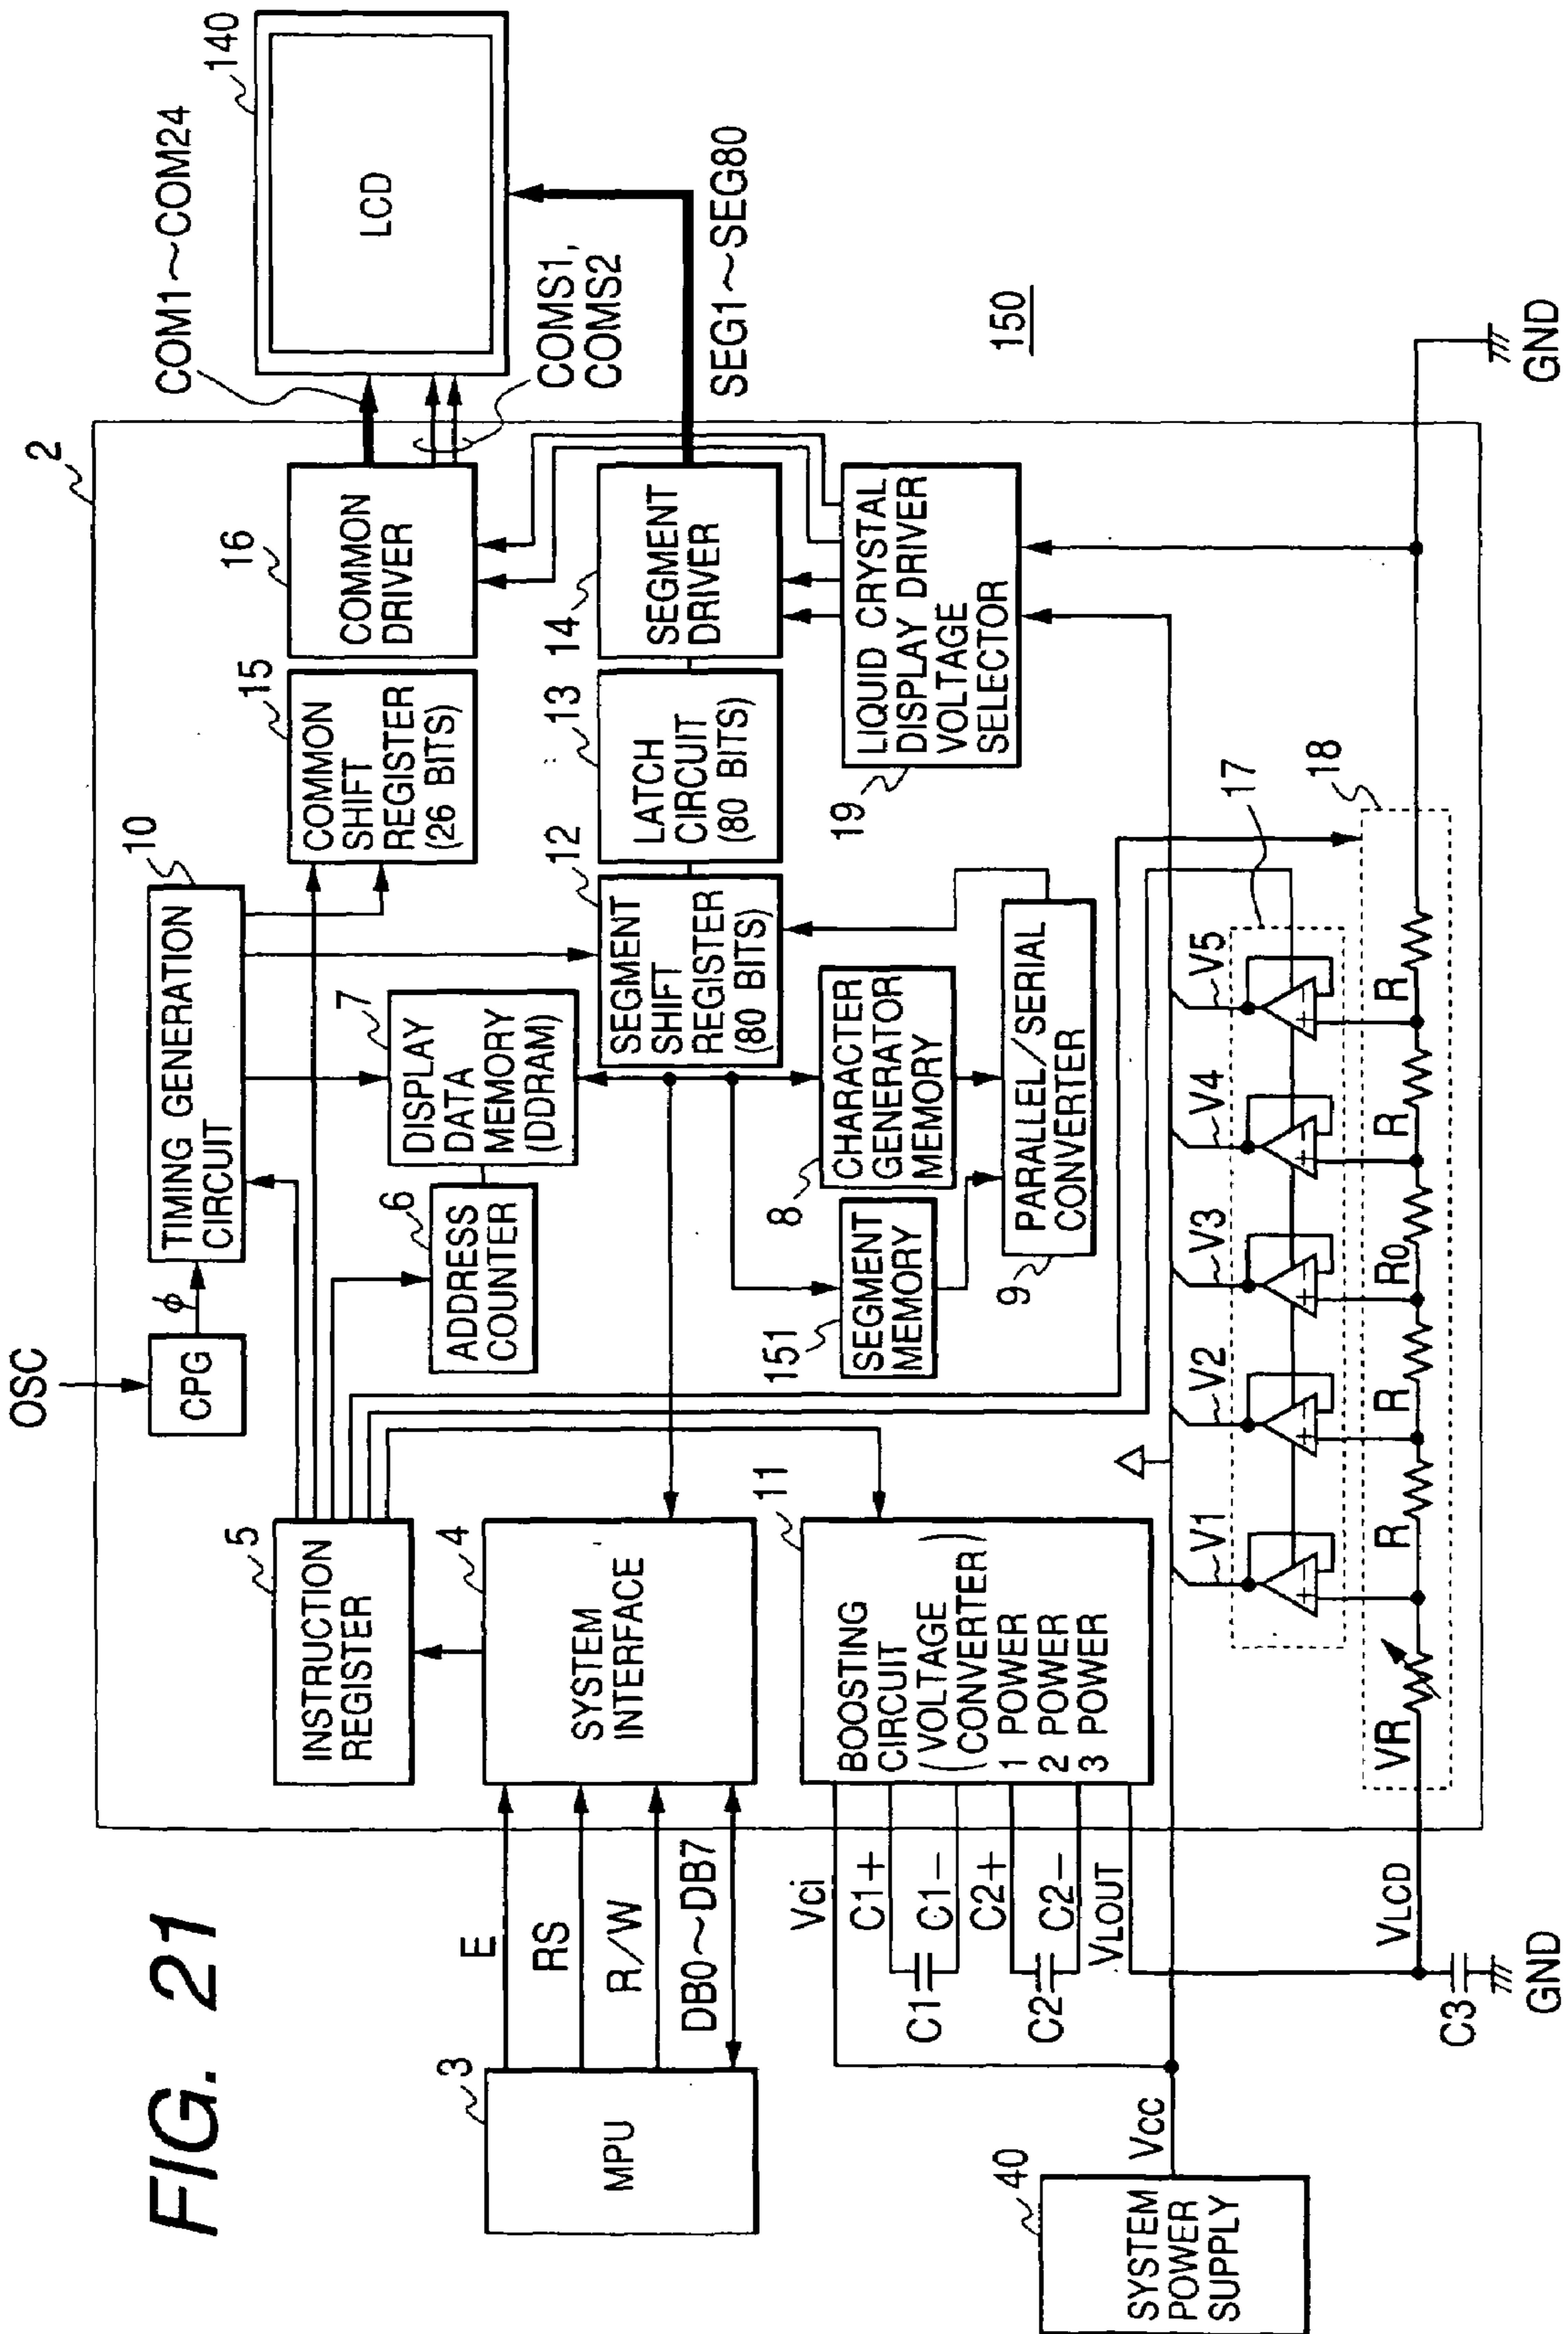 FIG. 21
OSC
CPG
ϕ
10
TIMING GENERATION
CIRCUIT
2
140
LCD
COM1~COM24
COMS1,
COMS2
SEG1~SEG80
150
5
INSTRUCTION
REGISTER
15
COMMON
SHIFT
REGISTER
(26 BITS)
16
COMMON
DRIVER
6
ADDRESS
COUNTER
7
DISPLAY
DATA
MEMORY
(DDRAM)
3
MPU
E
RS
R/W
DB0~DB7
4
SYSTEM
INTERFACE
12
SEGMENT
SHIFT
REGISTER
(80 BITS)
13
LATCH
CIRCUIT
(80 BITS)
14
SEGMENT
DRIVER
151
SEGMENT
MEMORY
8
CHARACTER
GENERATOR
MEMORY
9
PARALLEL/SERIAL
CONVERTER
19
LIQUID CRYSTAL
DISPLAY DRIVER
VOLTAGE
SELECTOR
11
BOOSTING
CIRCUIT
(VOLTAGE
CONVERTER)
1 POWER
2 POWER
3 POWER
Vci
C1+
C1−
C2+
C2−
VLOUT
C1
C2
40
SYSTEM
POWER
SUPPLY
Vcc
V1
V2
V3
V4
V5
17
+ −
+ −
+ −
+ −
+ −
18
VLCD
VR
R
R
R0
R
R
C3
GND
GND